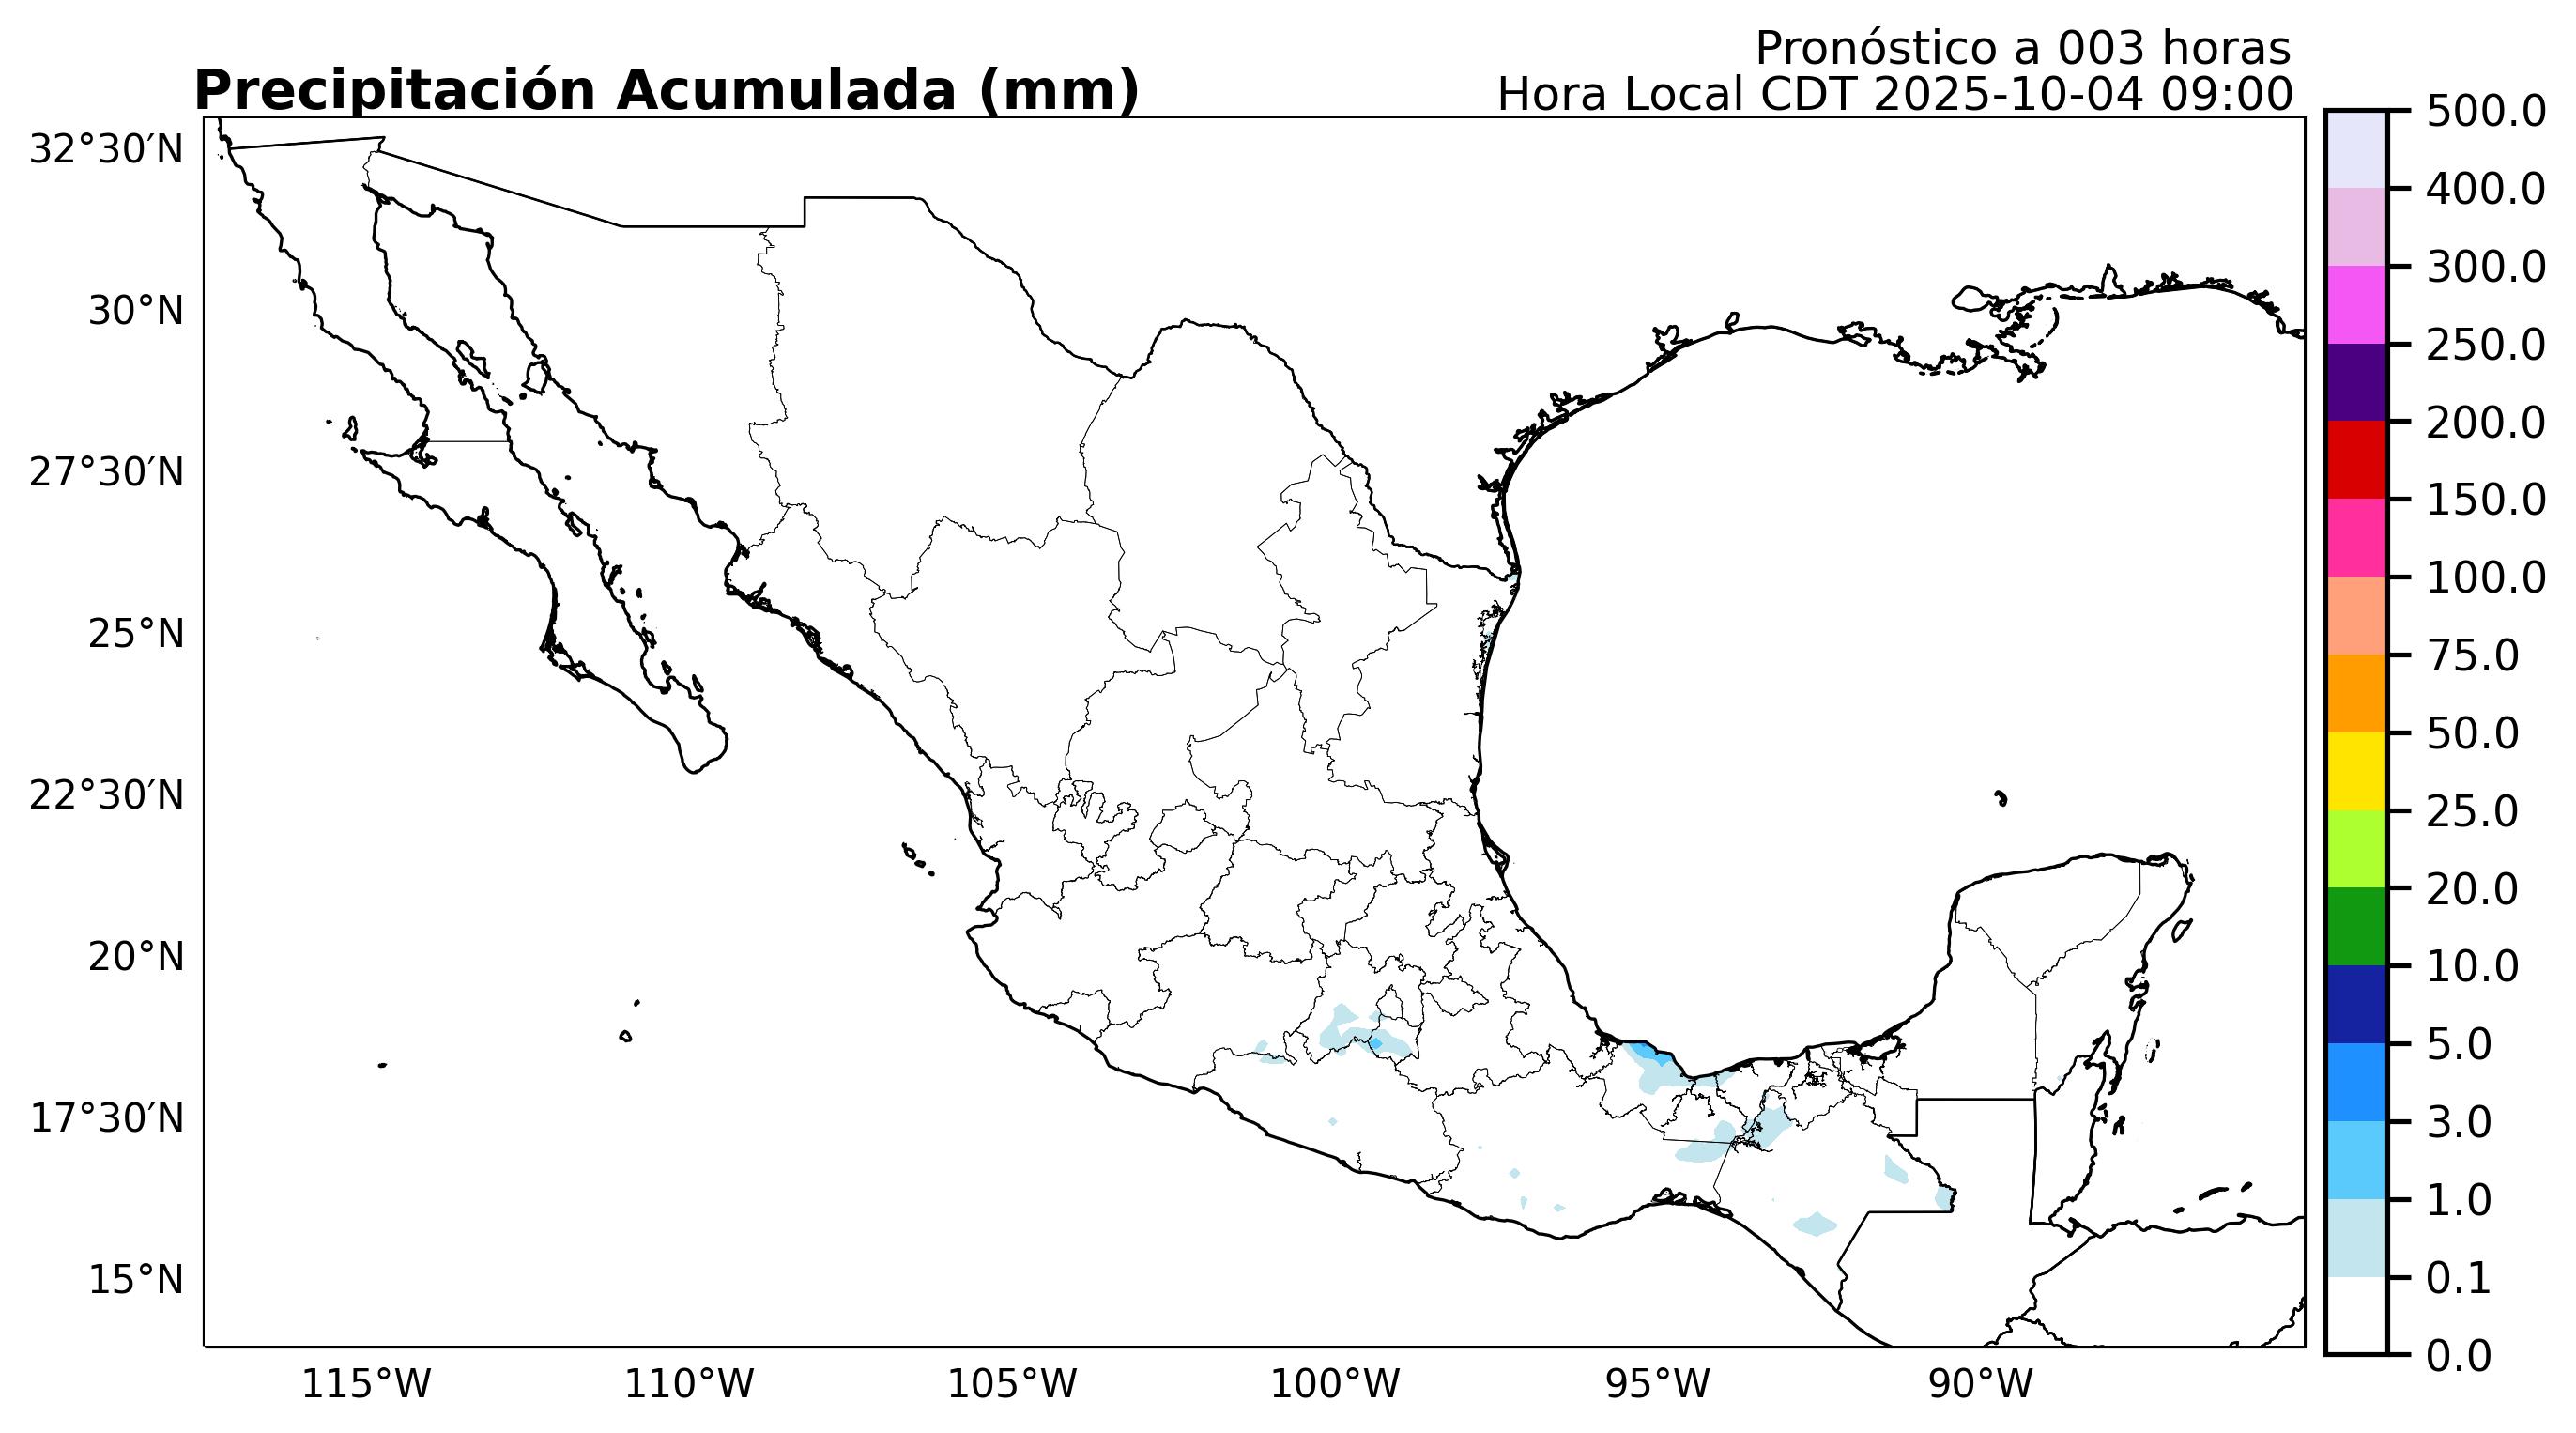 Pronóstico a 003 horas
Precipitación Acumulada (mm)
Hora Local CDT 2025-10-04 09:00
32°30′N
30°N
27°30′N
25°N
22°30′N
20°N
17°30′N
15°N
115°W
110°W
105°W
100°W
95°W
90°W
500.0
400.0
300.0
250.0
200.0
150.0
100.0
75.0
50.0
25.0
20.0
10.0
5.0
3.0
1.0
0.1
0.0